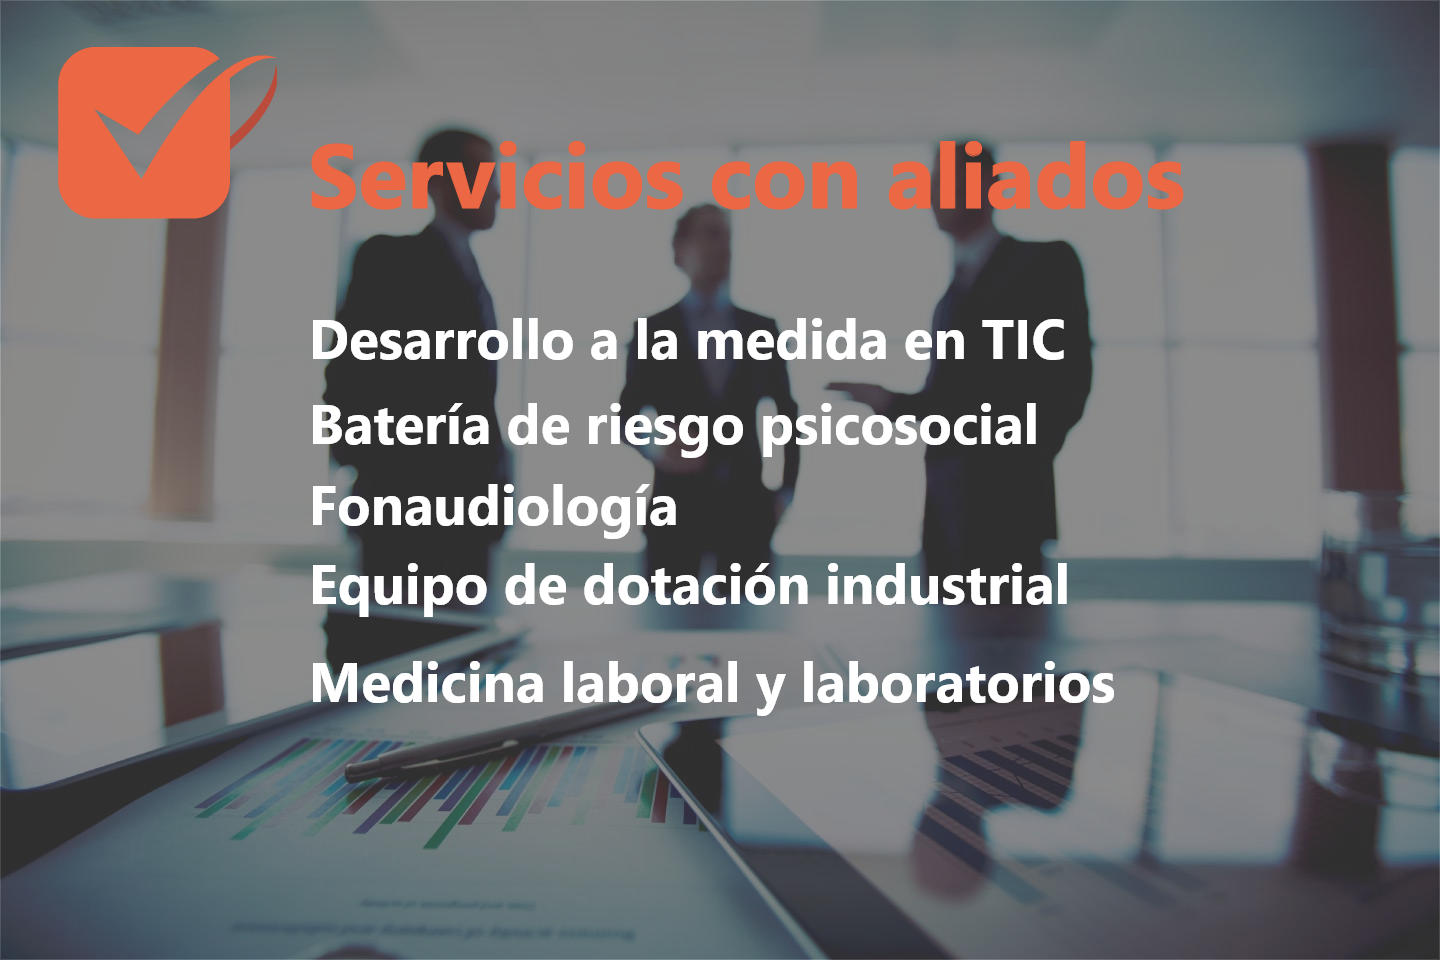 Servicios con aliados
Desarrollo a la medida en TIC
Batería de riesgo psicosocial
Fonaudiología
Equipo de dotación industrial
Medicina laboral y laboratorios